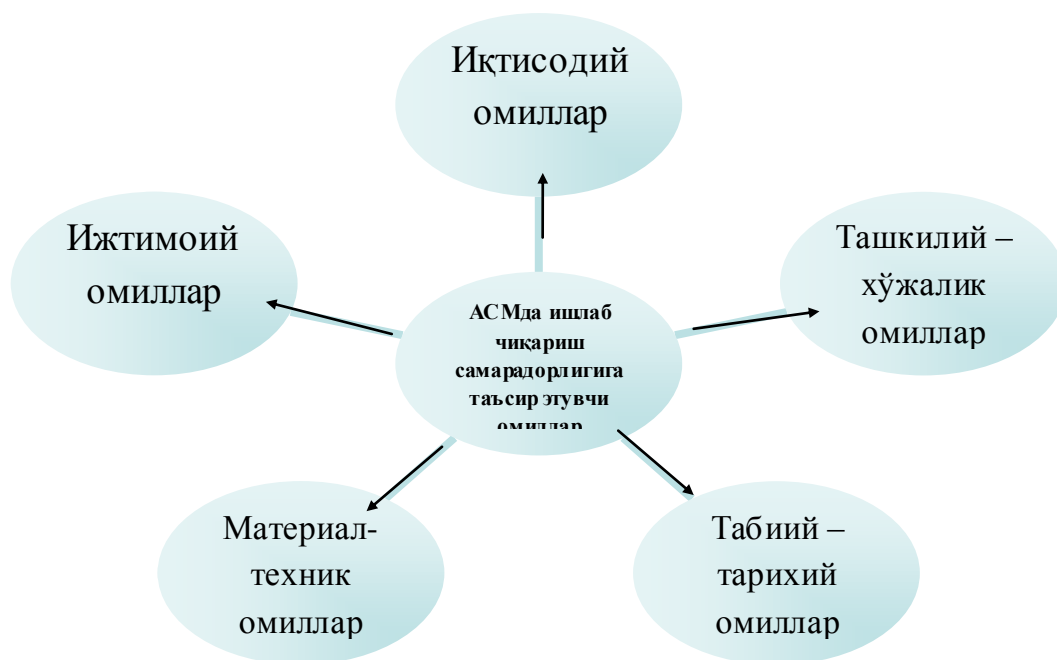 Иқтисодий
омиллар
Ижтимоий
омиллар
Ташкилий –
хўжалик
омиллар
АСМда ишлаб
чиқариш
самарадорлигига
таъсир этувчи
омиллар
Материал-
техник
омиллар
Табиий –
тарихий
омиллар